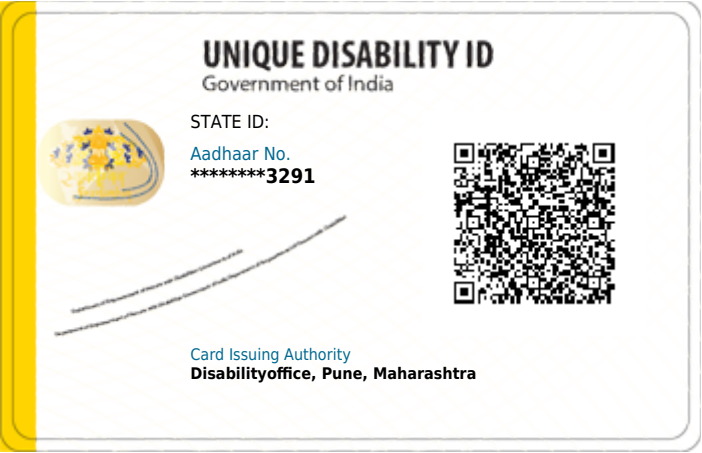 UNIQUE DISABILITY ID
Government of India
STATE ID:
Aadhaar No.
********3291
Card Issuing Authority
Disabilityoffice, Pune, Maharashtra